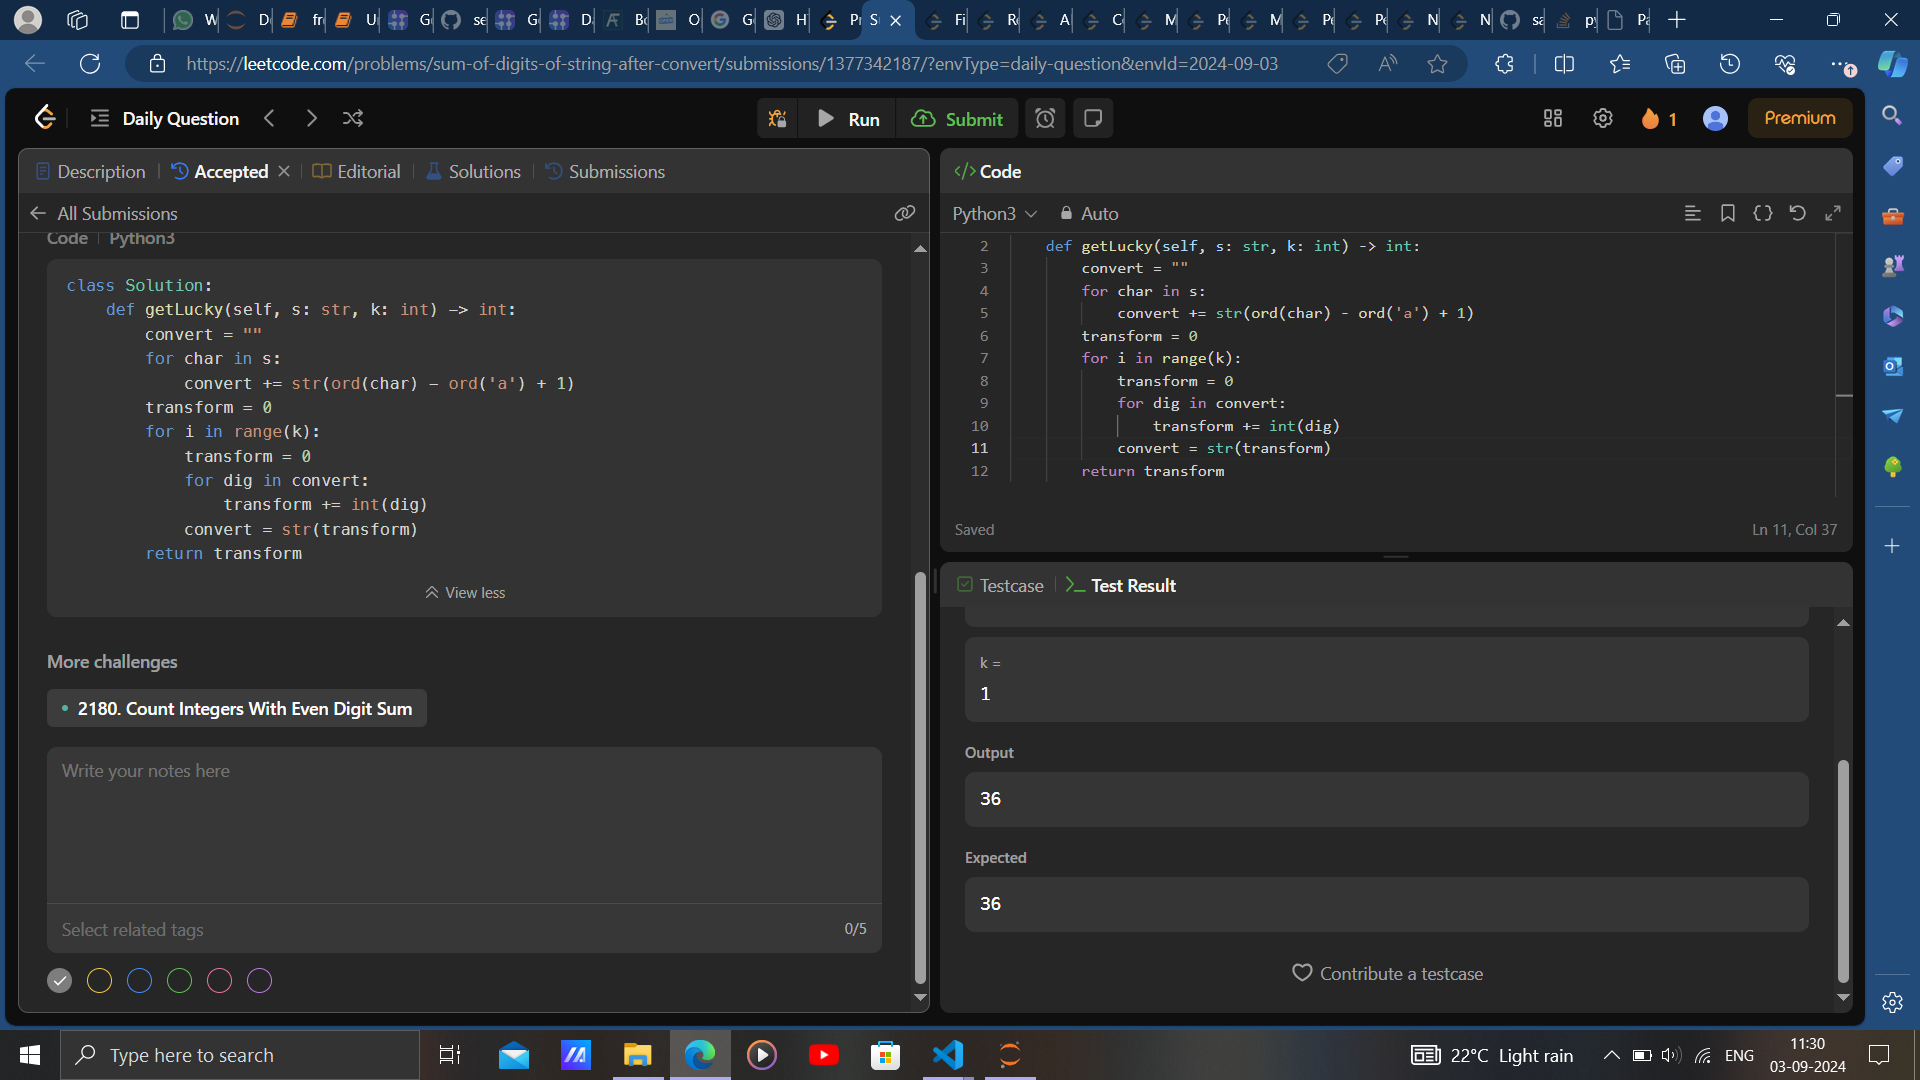 https://leetcode.com/problems/sum-of-digits-of-string-after-convert/submissions/1377342187/?envType=daily-question&envId=2024-09-03
Daily Question
Run
Submit
1
Premium
Description
Accepted
Editorial
Solutions
Submissions
All Submissions
Code
Python3
class Solution:
    def getLucky(self, s: str, k: int) -> int:
        convert = ""
        for char in s:
            convert += str(ord(char) - ord('a') + 1)
        transform = 0
        for i in range(k):
            transform = 0
            for dig in convert:
                transform += int(dig)
            convert = str(transform)
        return transform
View less
More challenges
2180. Count Integers With Even Digit Sum
Write your notes here
Select related tags
0/5
</> Code
Python3
Auto
2     def getLucky(self, s: str, k: int) -> int:
3         convert = ""
4         for char in s:
5             convert += str(ord(char) - ord('a') + 1)
6         transform = 0
7         for i in range(k):
8             transform = 0
9             for dig in convert:
10                 transform += int(dig)
11             convert = str(transform)
12         return transform
Saved
Ln 11, Col 37
Testcase
Test Result
k =
1
Output
36
Expected
36
Contribute a testcase
Type here to search
22°C Light rain
ENG
11:30
03-09-2024